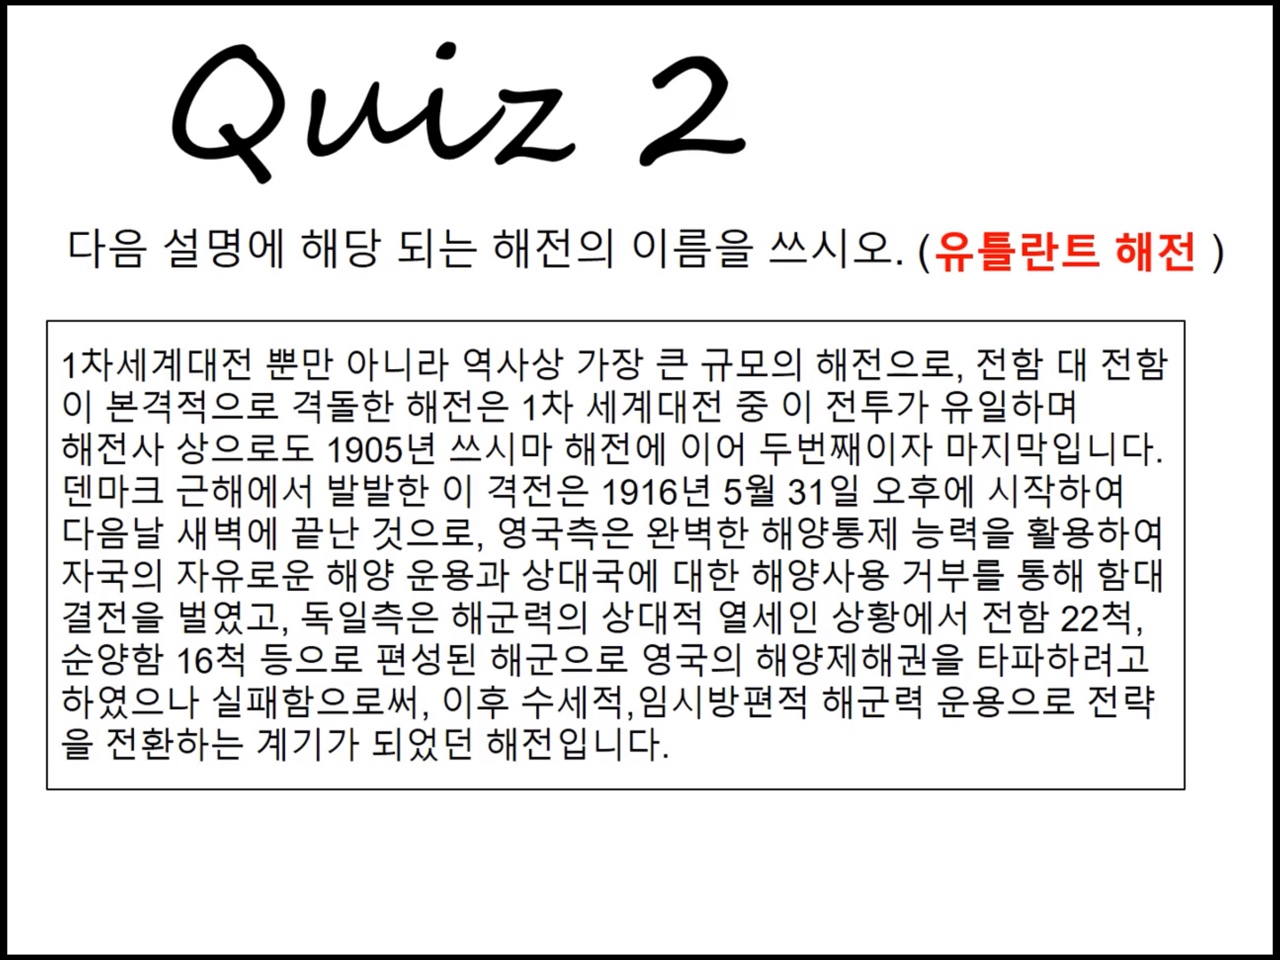 Quiz 2
다음 설명에 해당 되는 해전의 이름을 쓰시오. (유틀란트 해전 )
1차세계대전 뿐만 아니라 역사상 가장 큰 규모의 해전으로, 전함 대 전함
이 본격적으로 격돌한 해전은 1차 세계대전 중 이 전투가 유일하며
해전사 상으로도 1905년 쓰시마 해전에 이어 두번째이자 마지막입니다.
덴마크 근해에서 발발한 이 격전은 1916년 5월 31일 오후에 시작하여
다음날 새벽에 끝난 것으로, 영국측은 완벽한 해양통제 능력을 활용하여
자국의 자유로운 해양 운용과 상대국에 대한 해양사용 거부를 통해 함대
결전을 벌였고, 독일측은 해군력의 상대적 열세인 상황에서 전함 22척,
순양함 16척 등으로 편성된 해군으로 영국의 해양제해권을 타파하려고
하였으나 실패함으로써, 이후 수세적,임시방편적 해군력 운용으로 전략
을 전환하는 계기가 되었던 해전입니다.